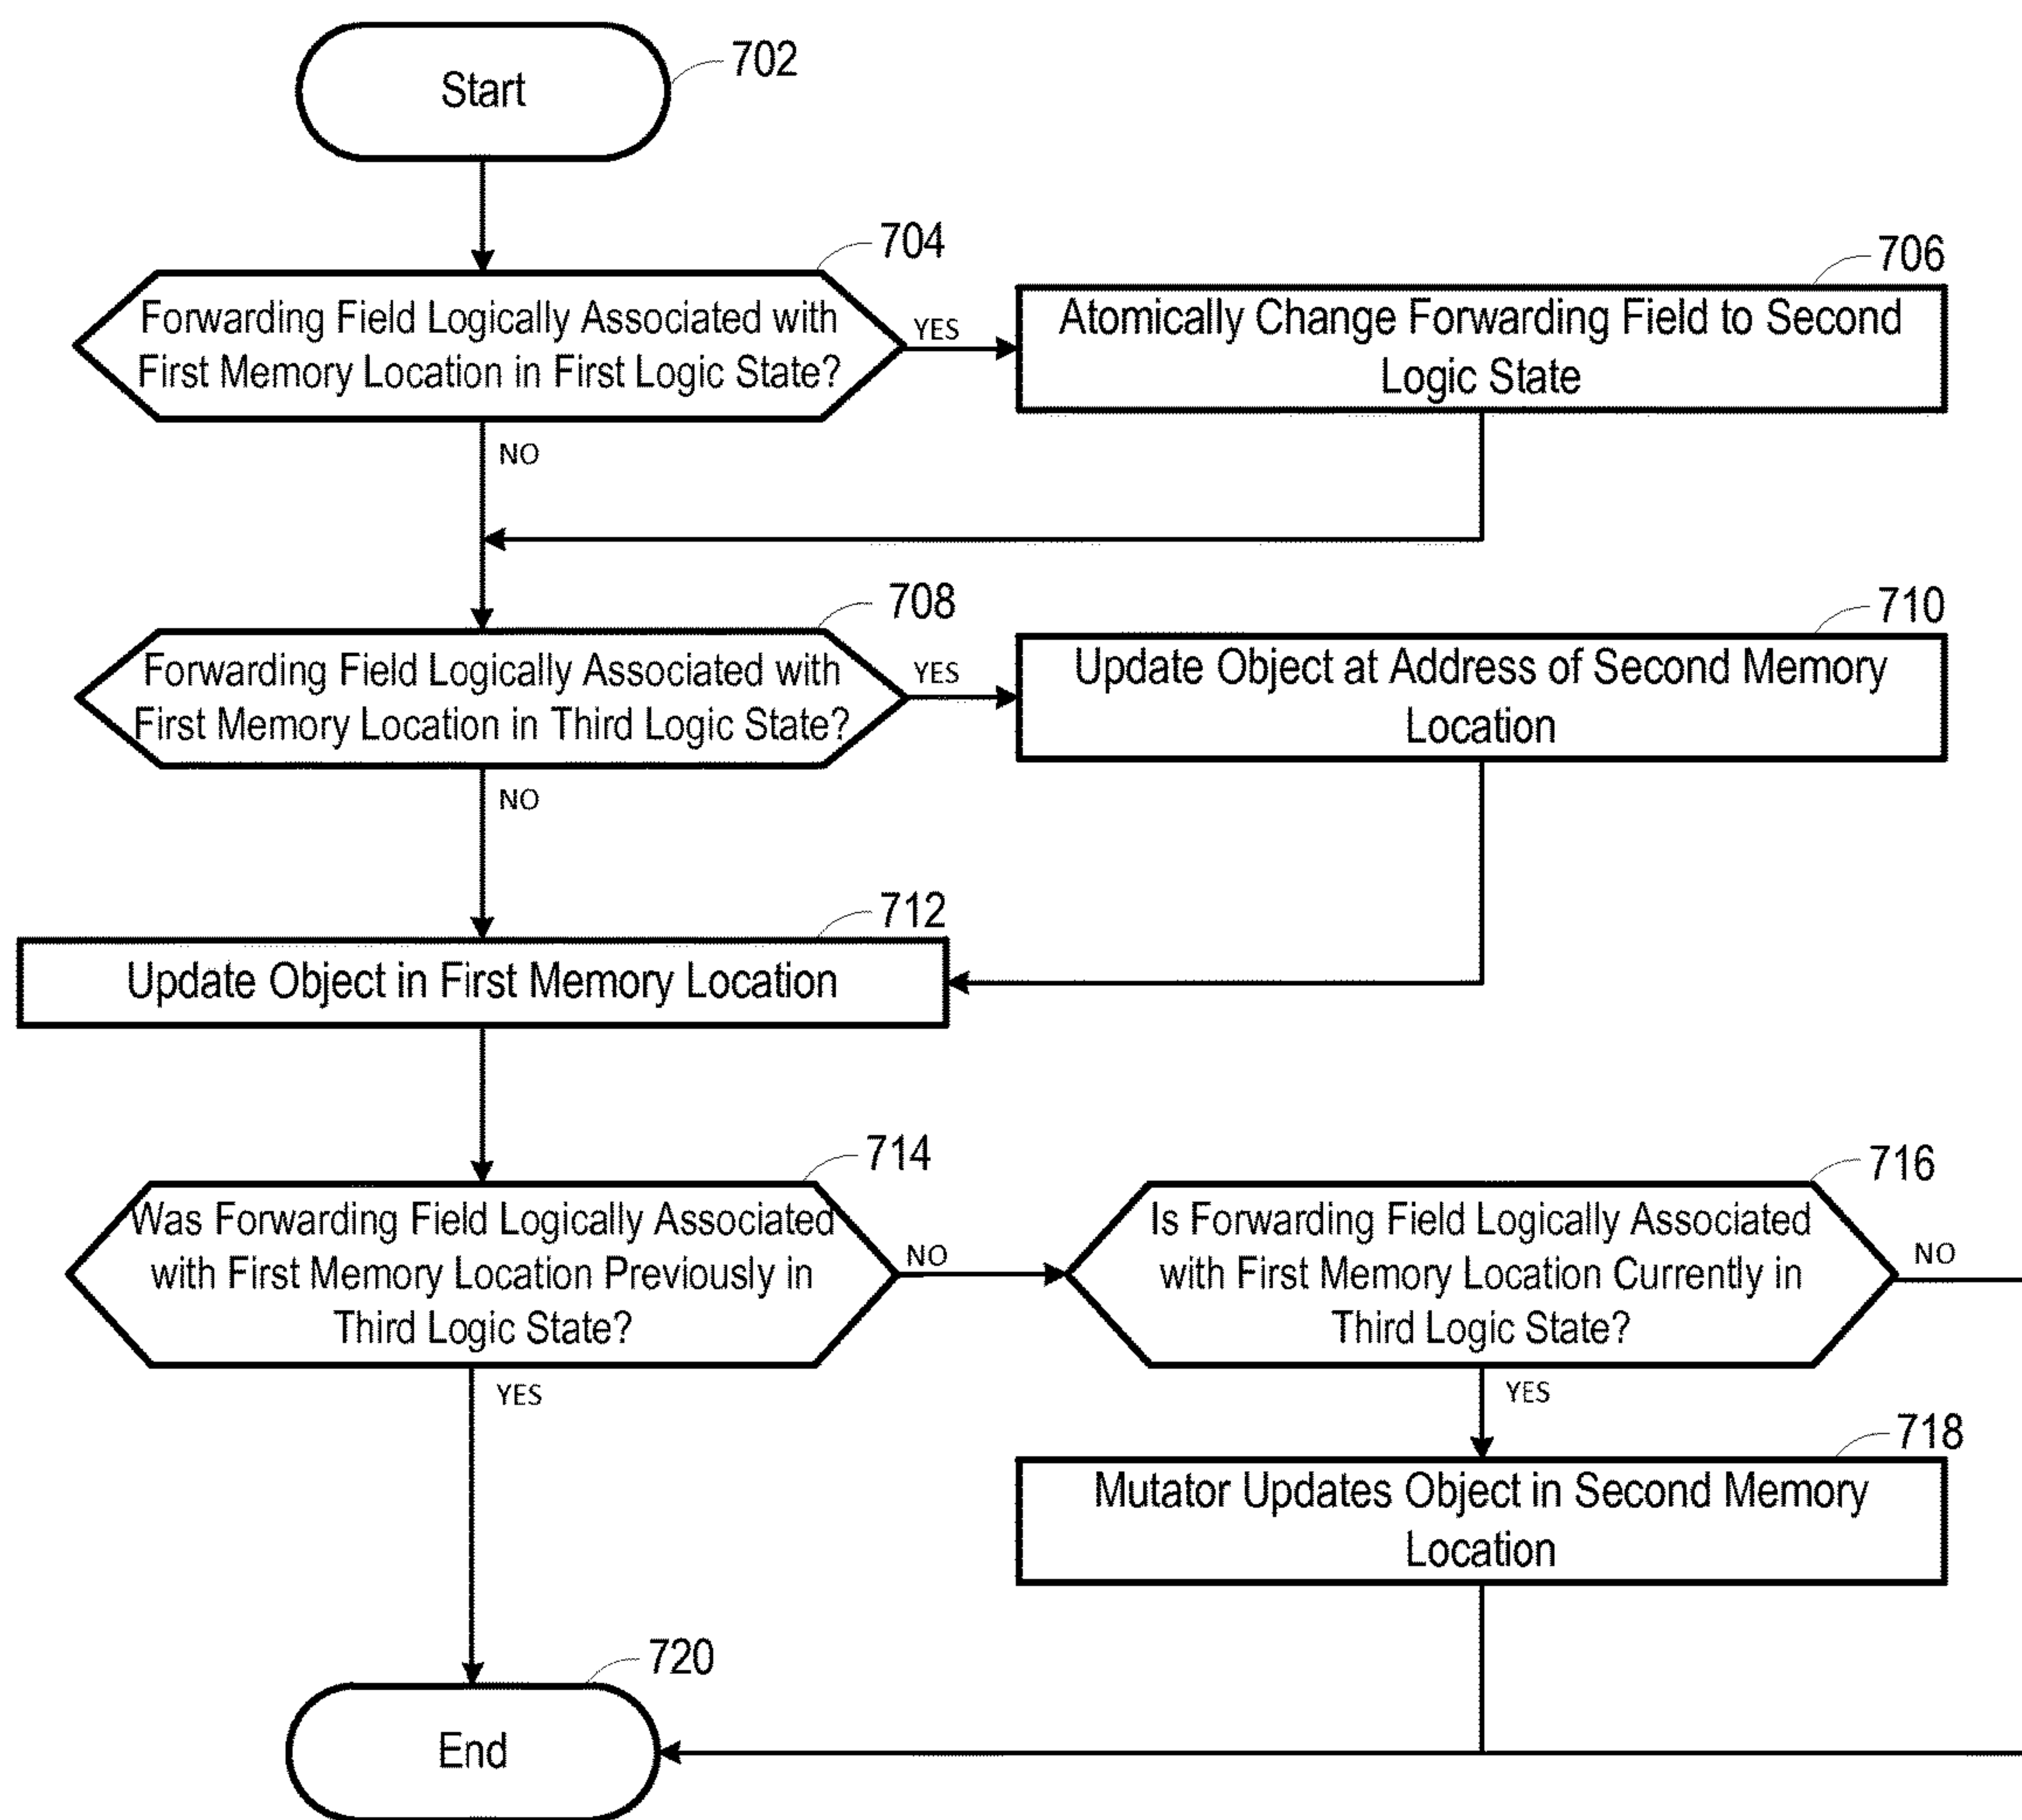 Start
702
704
Forwarding Field Logically Associated with
First Memory Location in First Logic State?
YES
NO
706
Atomically Change Forwarding Field to Second
Logic State
708
Forwarding Field Logically Associated with
First Memory Location in Third Logic State?
YES
NO
710
Update Object at Address of Second Memory
Location
712
Update Object in First Memory Location
714
Was Forwarding Field Logically Associated
with First Memory Location Previously in
Third Logic State?
NO
YES
716
Is Forwarding Field Logically Associated
with First Memory Location Currently in
Third Logic State?
NO
YES
718
Mutator Updates Object in Second Memory
Location
720
End